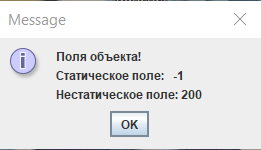 Message
Поля объекта!
Статическое поле: -1
Нестатическое поле: 200
OK